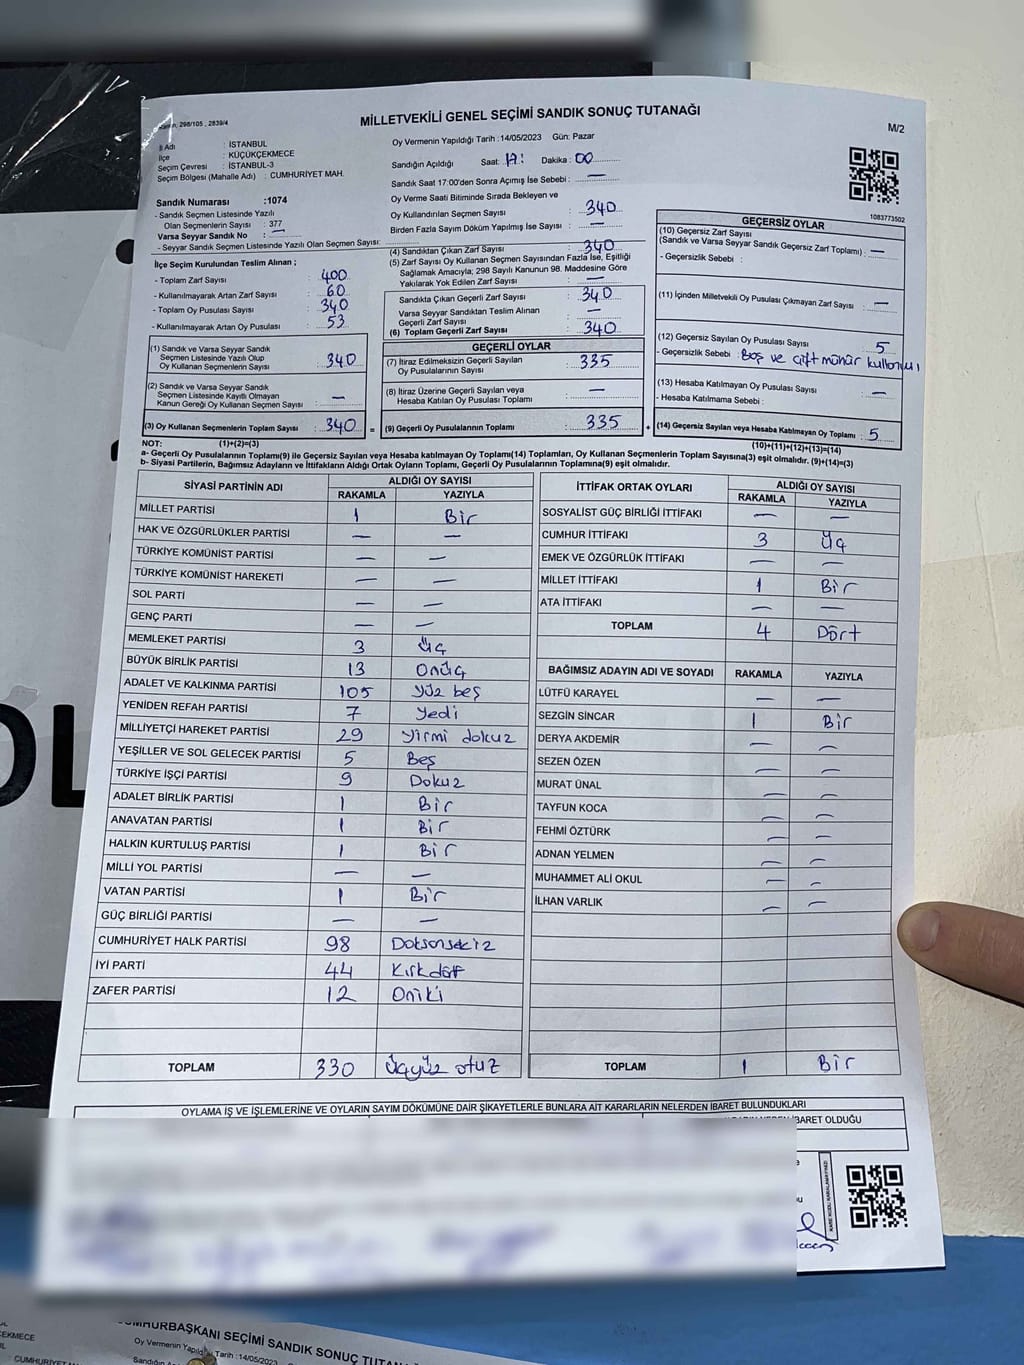 Kanun, 298/105 , 2839/4
MİLLETVEKİLİ GENEL SEÇİMİ SANDIK SONUÇ TUTANAĞI
M/2
İl Adı : İSTANBUL
İlçe : KÜÇÜKÇEKMECE
Seçim Çevresi : İSTANBUL-3
Seçim Bölgesi (Mahalle Adı) : CUMHURİYET MAH.
Sandık Numarası :1074
- Sandık Seçmen Listesinde Yazılı
Olan Seçmenlerin Sayısı : 377
Varsa Seyyar Sandık No : —
- Seyyar Sandık Seçmen Listesinde Yazılı Olan Seçmen Sayısı:
İlçe Seçim Kurulundan Teslim Alınan ;
- Toplam Zarf Sayısı : 400
- Kullanılmayarak Artan Zarf Sayısı : 60
- Toplam Oy Pusulası Sayısı : 340
- Kullanılmayarak Artan Oy Pusulası : 53
(1) Sandık ve Varsa Seyyar Sandık
Seçmen Listesinde Yazılı Olup
Oy Kullanan Seçmen Sayısı : 340
(2) Sandık ve Varsa Seyyar Sandık
Seçmen Listesinde Kayıtlı Olmayan
Kanun Gereği Oy Kullanan Seçmen Sayısı : —
(3) Oy Kullanan Seçmenlerin Toplam Sayısı : 340 =
Oy Vermenin Yapıldığı Tarih :14/05/2023 Gün: Pazar
Sandığın Açıldığı Saat: 17: Dakika : 00
Sandık Saat 17:00'den Sonra Açımış İse Sebebi : —
Oy Verme Saati Bitiminde Sırada Bekleyen ve
Oy Kullandırılan Seçmen Sayısı : 340
Birden Fazla Sayım Döküm Yapılmış İse Sayısı : —
(4) Sandıktan Çıkan Zarf Sayısı : 340
(5) Zarf Sayısı Oy Kullanan Seçmen Sayısından Fazla İse, Eşitliği
Sağlamak Amacıyla; 298 Sayılı Kanunun 98. Maddesine Göre
Yakılarak Yok Edilen Zarf Sayısı : —
Sandıkta Çıkan Geçerli Zarf Sayısı : 340
Varsa Seyyar Sandıktan Teslim Alınan
Geçerli Zarf Sayısı : —
(6) Toplam Geçerli Zarf Sayısı : 340
GEÇERLİ OYLAR
(7) İtiraz Edilmeksizin Geçerli Sayılan
Oy Pusulasının Sayısı : 335
(8) İtiraz Üzerine Geçerli Sayılan veya
Hesaba Katılan Oy Pusulası Toplamı : —
(9) Geçerli Oy Pusulalarının Toplamı : 335 +
1083773502
GEÇERSİZ OYLAR
(10) Geçersiz Zarf Sayısı
(Sandık ve Varsa Seyyar Sandık Geçersiz Zarf Toplamı) : —
- Geçersizlik Sebebi :
(11) İçinden Milletvekili Oy Pusulası Çıkmayan Zarf Sayısı : —
(12) Geçersiz Sayılan Oy Pusulası Sayısı : 5
- Geçersizlik Sebebi : Boş ve çift mühür kullanımı
(13) Hesaba Katılmayan Oy Pusulası Sayısı : —
- Hesaba Katılmama Sebebi :
(14) Geçersiz Sayılan veya Hesaba Katılmayan Oy Toplamı : 5
NOT: (1)+(2)=(3)
(10)+(11)+(12)+(13)=(14)
a- Geçerli Oy Pusulalarının Toplamı(9) ile Geçersiz Sayılan veya Hesaba katılmayan Oy Toplamı(14) Toplamları, Oy Kullanan Seçmenlerin Toplam Sayısına(3) eşit olmalıdır. (9)+(14)=(3)
b- Siyasi Partilerin, Bağımsız Adayların ve İttifakların Aldığı Ortak Oyların Toplamı, Geçerli Oy Pusulalarının Toplamına(9) eşit olmalıdır.
SİYASİ PARTİNİN ADI ALDIĞI OY SAYISI
RAKAMLA YAZIYLA
MİLLET PARTİSİ 1 Bir
HAK VE ÖZGÜRLÜKLER PARTİSİ — —
TÜRKİYE KOMÜNİST PARTİSİ — —
TÜRKİYE KOMÜNİST HAREKETİ — —
SOL PARTİ — —
GENÇ PARTİ — —
MEMLEKET PARTİSİ 3 Üç
BÜYÜK BİRLİK PARTİSİ 13 Onüç
ADALET VE KALKINMA PARTİSİ 105 Yüz beş
YENİDEN REFAH PARTİSİ 7 Yedi
MİLLİYETÇİ HAREKET PARTİSİ 29 Yirmi dokuz
YEŞİLLER VE SOL GELECEK PARTİSİ 5 Beş
TÜRKİYE İŞÇİ PARTİSİ 9 Dokuz
ADALET BİRLİK PARTİSİ 1 Bir
ANAVATAN PARTİSİ 1 Bir
HALKIN KURTULUŞ PARTİSİ 1 Bir
MİLLİ YOL PARTİSİ — —
VATAN PARTİSİ 1 Bir
GÜÇ BİRLİĞİ PARTİSİ — —
CUMHURİYET HALK PARTİSİ 98 Doksansekiz
İYİ PARTİ 44 Kırkdört
ZAFER PARTİSİ 12 Oniki
TOPLAM 330 Üçyüz otuz
İTTİFAK ORTAK OYLARI ALDIĞI OY SAYISI
RAKAMLA YAZIYLA
SOSYALİST GÜÇ BİRLİĞİ İTTİFAKI — —
CUMHUR İTTİFAKI 3 Üç
EMEK VE ÖZGÜRLÜK İTTİFAKI — —
MİLLET İTTİFAKI 1 Bir
ATA İTTİFAKI — —
TOPLAM 4 Dört
BAĞIMSIZ ADAYIN ADI VE SOYADI RAKAMLA YAZIYLA
LÜTFÜ KARAYEL — —
SEZGİN SİNCAR 1 Bir
DERYA AKDEMİR — —
SEZEN ÖZEN — —
MURAT ÜNAL — —
TAYFUN KOCA — —
FEHMİ ÖZTÜRK — —
ADNAN YELMEN — —
MUHAMMET ALİ OKUL — —
İLHAN VARLIK — —
TOPLAM 1 Bir
OYLAMA İŞ VE İŞLEMLERİNE VE OYLARIN SAYIM DÖKÜMÜNE DAİR ŞİKAYETLERLE BUNLARA AİT KARARLARIN NELERDEN İBARET BULUNDUKLARI
İBARET OLDUĞU
CUMHURBAŞKANI SEÇİMİ SANDIK SONUÇ TUTANA
Oy Vermenin Yapıldığı Tarih :14/05/2023
Sandığın Açıldığı
ÇEKMECE
CUMHURİYET MAH